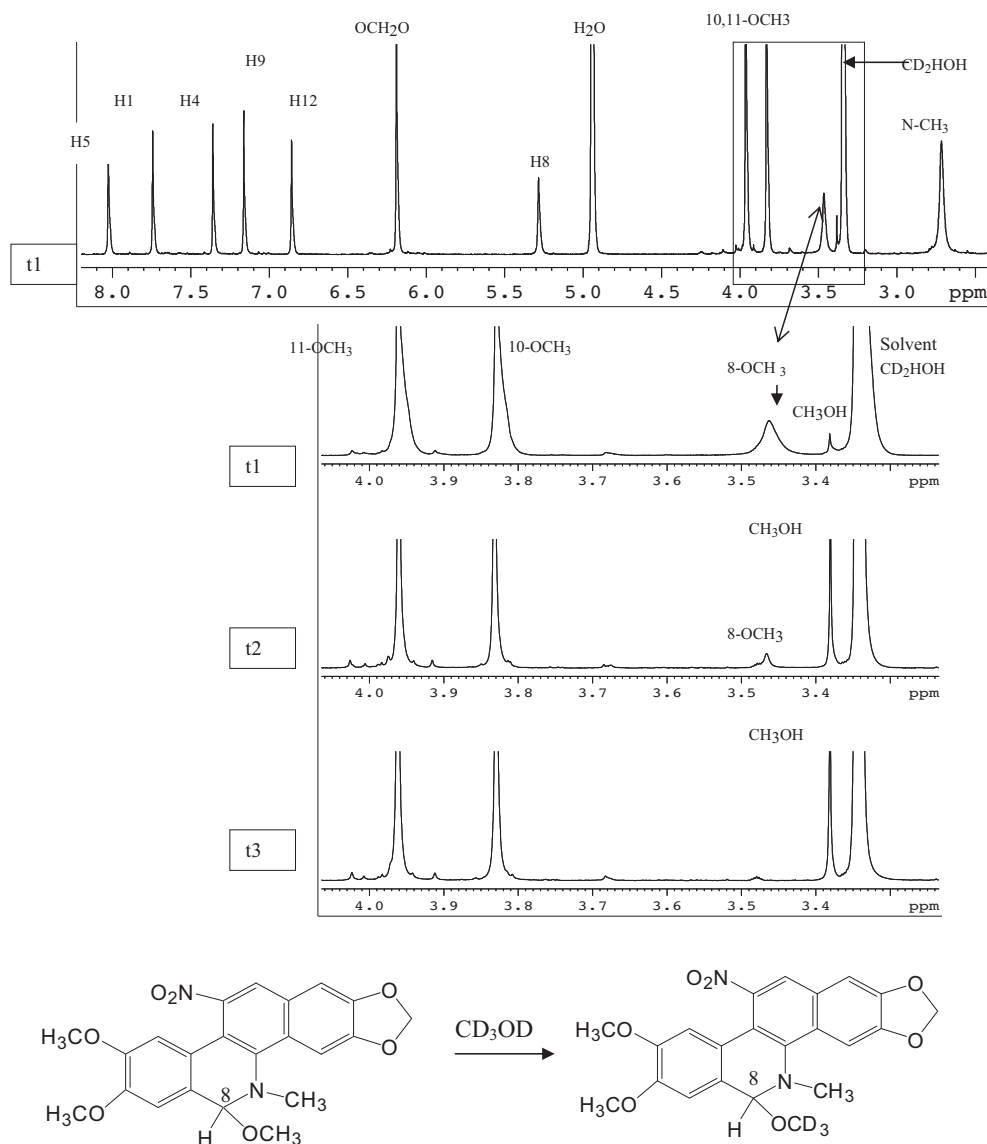 OCH2O
H2O
10,11-OCH3
H9
CD2HOH
H1
H4
H12
N-CH3
H5
H8
t1
8.0 7.5 7.0 6.5 6.0 5.5 5.0 4.5 4.0 3.5 3.0 ppm
11-OCH3
10-OCH3
Solvent
CD2HOH
8-OCH3
CH3OH
t1
4.0 3.9 3.8 3.7 3.6 3.5 3.4 ppm
CH3OH
8-OCH3
t2
4.0 3.9 3.8 3.7 3.6 3.5 3.4 ppm
CH3OH
t3
4.0 3.9 3.8 3.7 3.6 3.5 3.4 ppm
O2N
O
O
H3CO
H3CO
8
N
CH3
H
OCH3
CD3OD
O2N
O
O
H3CO
H3CO
8
N
CH3
H
OCD3